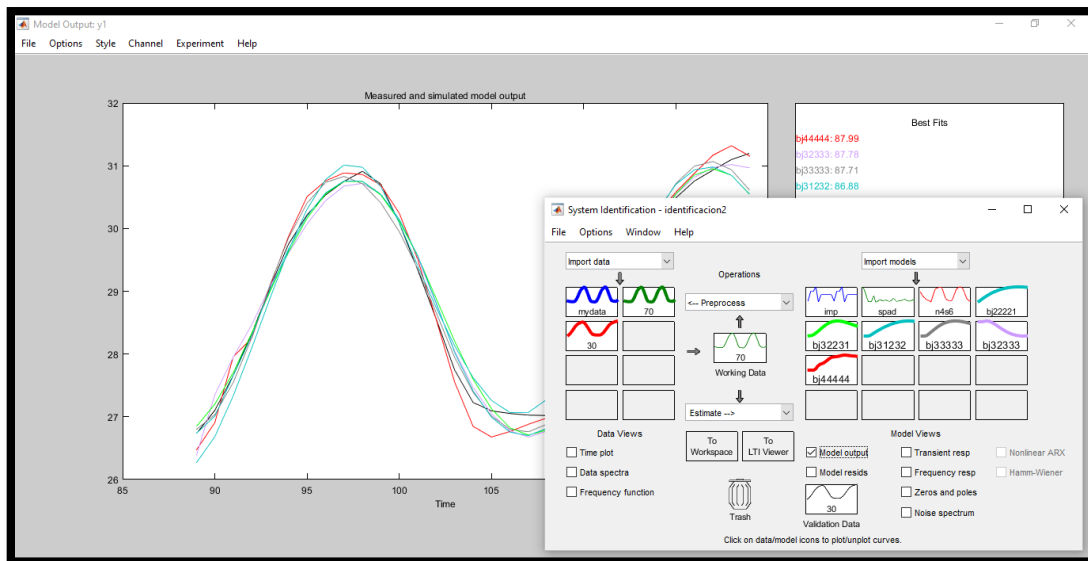 Model Output: y1
File Options Style Channel Experiment Help
Measured and simulated model output
32
31
30
29
28
27
26
85 90 95 100 105
Time
Best Fits
bj44444: 87.99
bj32333: 87.78
bj33333: 87.71
bj31232: 86.88
System Identification - identificacion2
File Options Window Help
Import data
Operations
Import models
mydata 70
<-- Preprocess
imp spad n4s6 bj22221
30
70
bj32231 bj31232 bj33333 bj32333
Working Data
bj44444
Estimate -->
Data Views
To Workspace
To LTI Viewer
Model Views
Time plot
Model output
Transient resp
Nonlinear ARX
Data spectra
Model resids
Frequency resp
Hamm-Wiener
Frequency function
Trash
30
Validation Data
Zeros and poles
Noise spectrum
Click on data/model icons to plot/unplot curves.